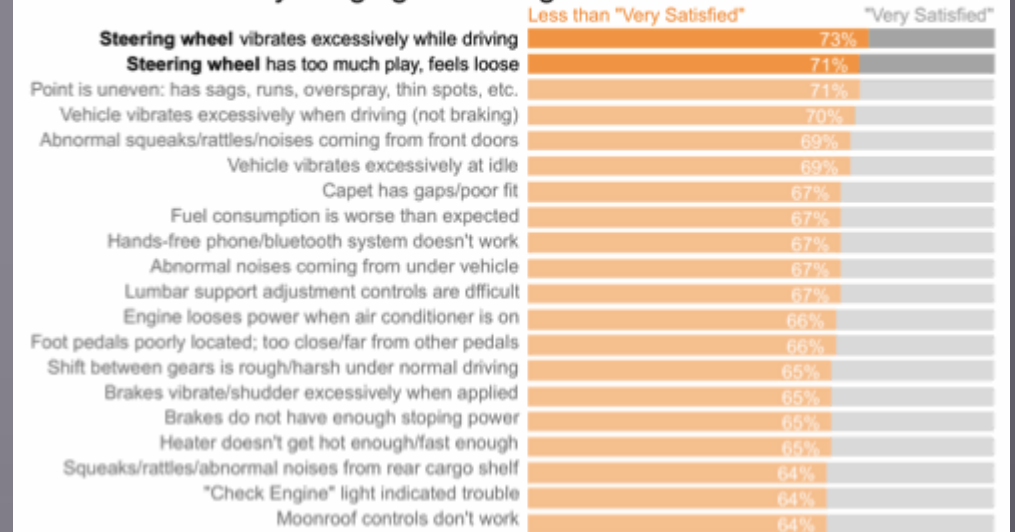 Less than "Very Satisfied" "Very Satisfied"
Steering wheel vibrates excessively while driving 73%
Steering wheel has too much play, feels loose 71%
Point is uneven: has sags, runs, overspray, thin spots, etc. 71%
Vehicle vibrates excessively when driving (not braking) 70%
Abnormal squeaks/rattles/noises coming from front doors 69%
Vehicle vibrates excessively at idle 69%
Capet has gaps/poor fit 67%
Fuel consumption is worse than expected 67%
Hands-free phone/bluetooth system doesn't work 67%
Abnormal noises coming from under vehicle 67%
Lumbar support adjustment controls are dfficult 67%
Engine looses power when air conditioner is on 66%
Foot pedals poorly located; too close/far from other pedals 66%
Shift between gears is rough/harsh under normal driving 65%
Brakes vibrate/shudder excessively when applied 65%
Brakes do not have enough stoping power 65%
Heater doesn't get hot enough/fast enough 65%
Squeaks/rattles/abnormal noises from rear cargo shelf 64%
"Check Engine" light indicated trouble 64%
Moonroof controls don't work 64%